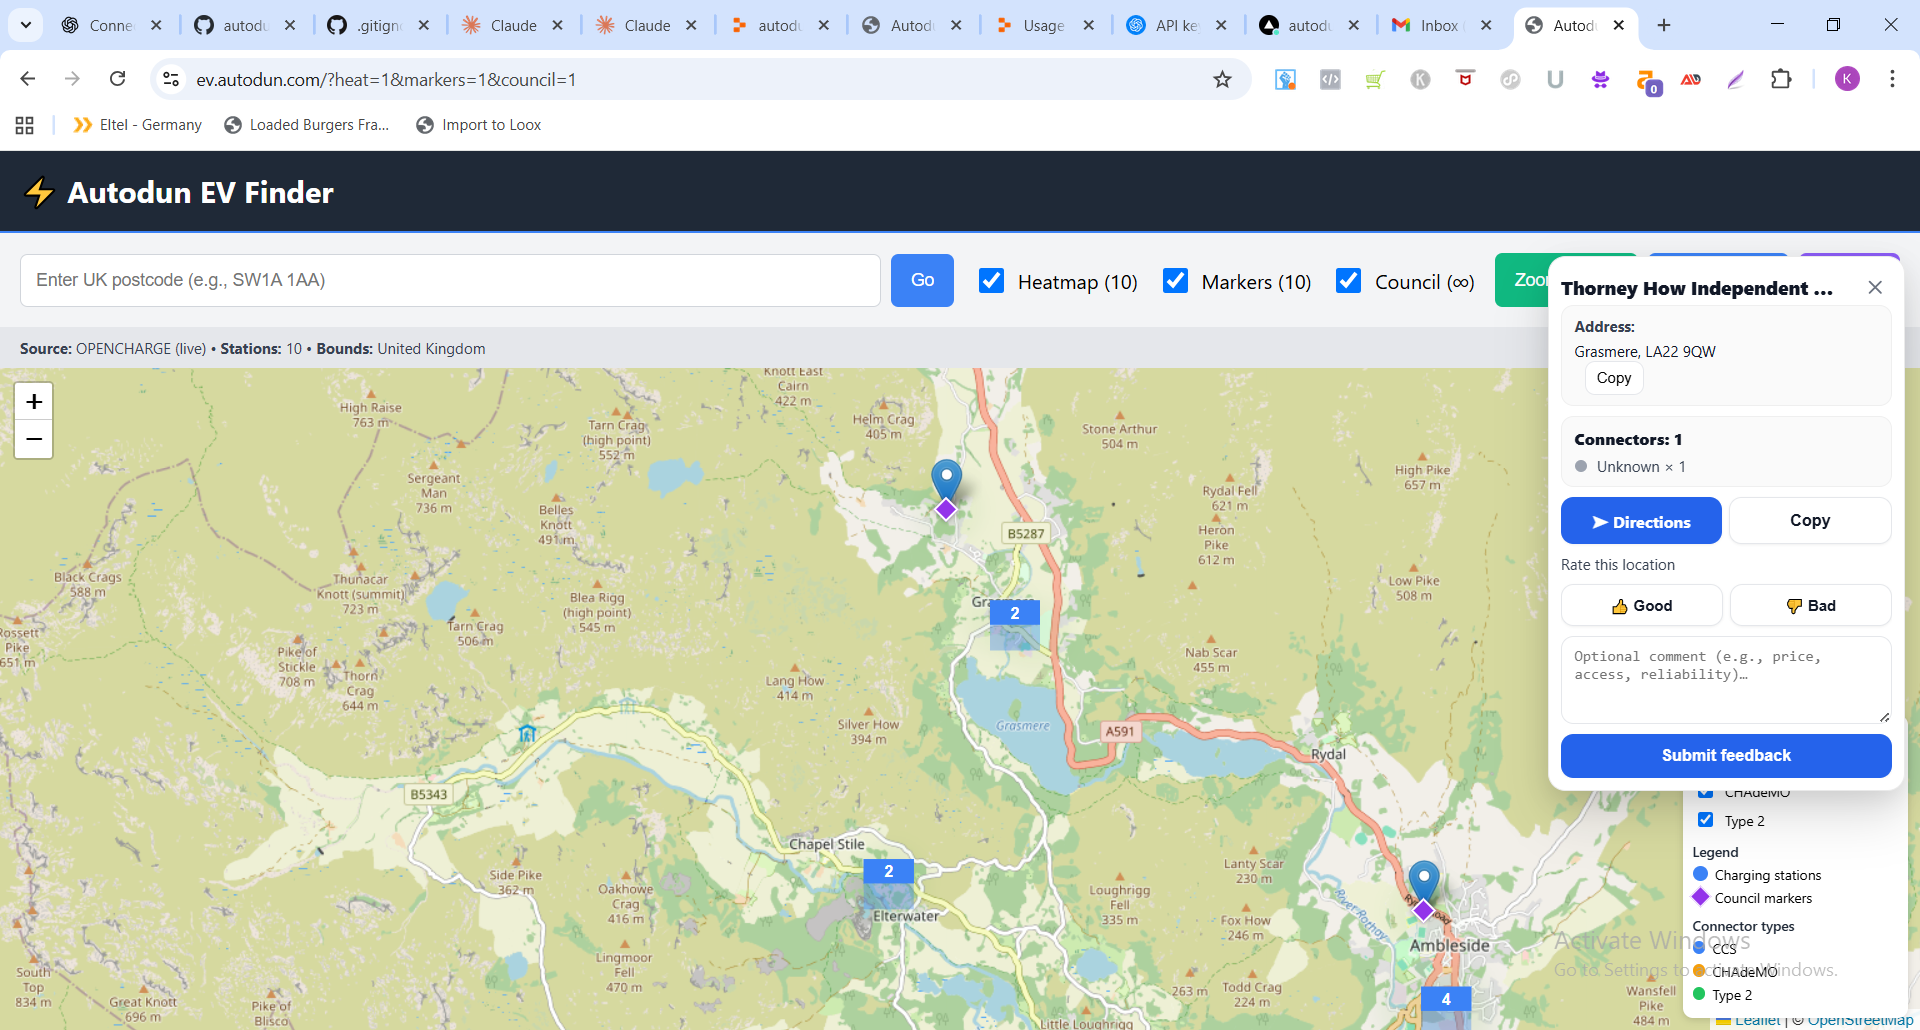 Conne
autodu
.gitign
Claude
Claude
autodu
Autod
Usage
API ke
autodu
Inbox
Autod
ev.autodun.com/?heat=1&markers=1&council=1
K
0
K
Eltel - Germany
Loaded Burgers Fra...
Import to Loox
Autodun EV Finder
Enter UK postcode (e.g., SW1A 1AA)
Go
Heatmap (10)
Markers (10)
Council (∞)
Zoo
Source: OPENCHARGE (live) • Stations: 10 • Bounds: United Kingdom
+
−
Thorney How Independent ...
Address:
Grasmere, LA22 9QW
Copy
Connectors: 1
Unknown × 1
Directions
Copy
Rate this location
Good
Bad
Optional comment (e.g., price,
access, reliability)…
Submit feedback
CHAdeMO
Type 2
Legend
Charging stations
Council markers
Connector types
CCS
CHAdeMO
Type 2
Activate Windows
Go to Settings to activate Windows.
Leaflet | © OpenStreetMap
Knott East
Cairn
422 m
High Raise
763 m
Tarn Crag
(high point)
552 m
Helm Crag
405 m
Stone Arthur
504 m
High Pike
657 m
Sergeant
Man
736 m
Belles
Knott
491 m
Rydal Fell
621 m
Heron
Pike
612 m
B5287
Black Crags
588 m
Thunacar
Knott (summit)
723 m
Blea Rigg
(high point)
545 m
Low Pike
508 m
Tarn Crag
506 m
Rossett
Pike
651 m
Pike of
Stickle
708 m
Thorn
Crag
644 m
2
Nab Scar
455 m
Lang How
414 m
Silver How
394 m
Grasmere
A591
Rydal
B5343
Chapel Stile
2
Elterwater
Side Pike
362 m
Oakhowe
Crag
416 m
Loughrigg
Fell
335 m
Lanty Scar
230 m
Fox How
246 m
River Rothay
Ambleside
Lingmoor
Fell
470 m
South
Top
834 m
Great Knott
696 m
Pike of
Blisco
263 m
Todd Crag
224 m
4
Wansfell
Pike
484 m
Little Loughrigg